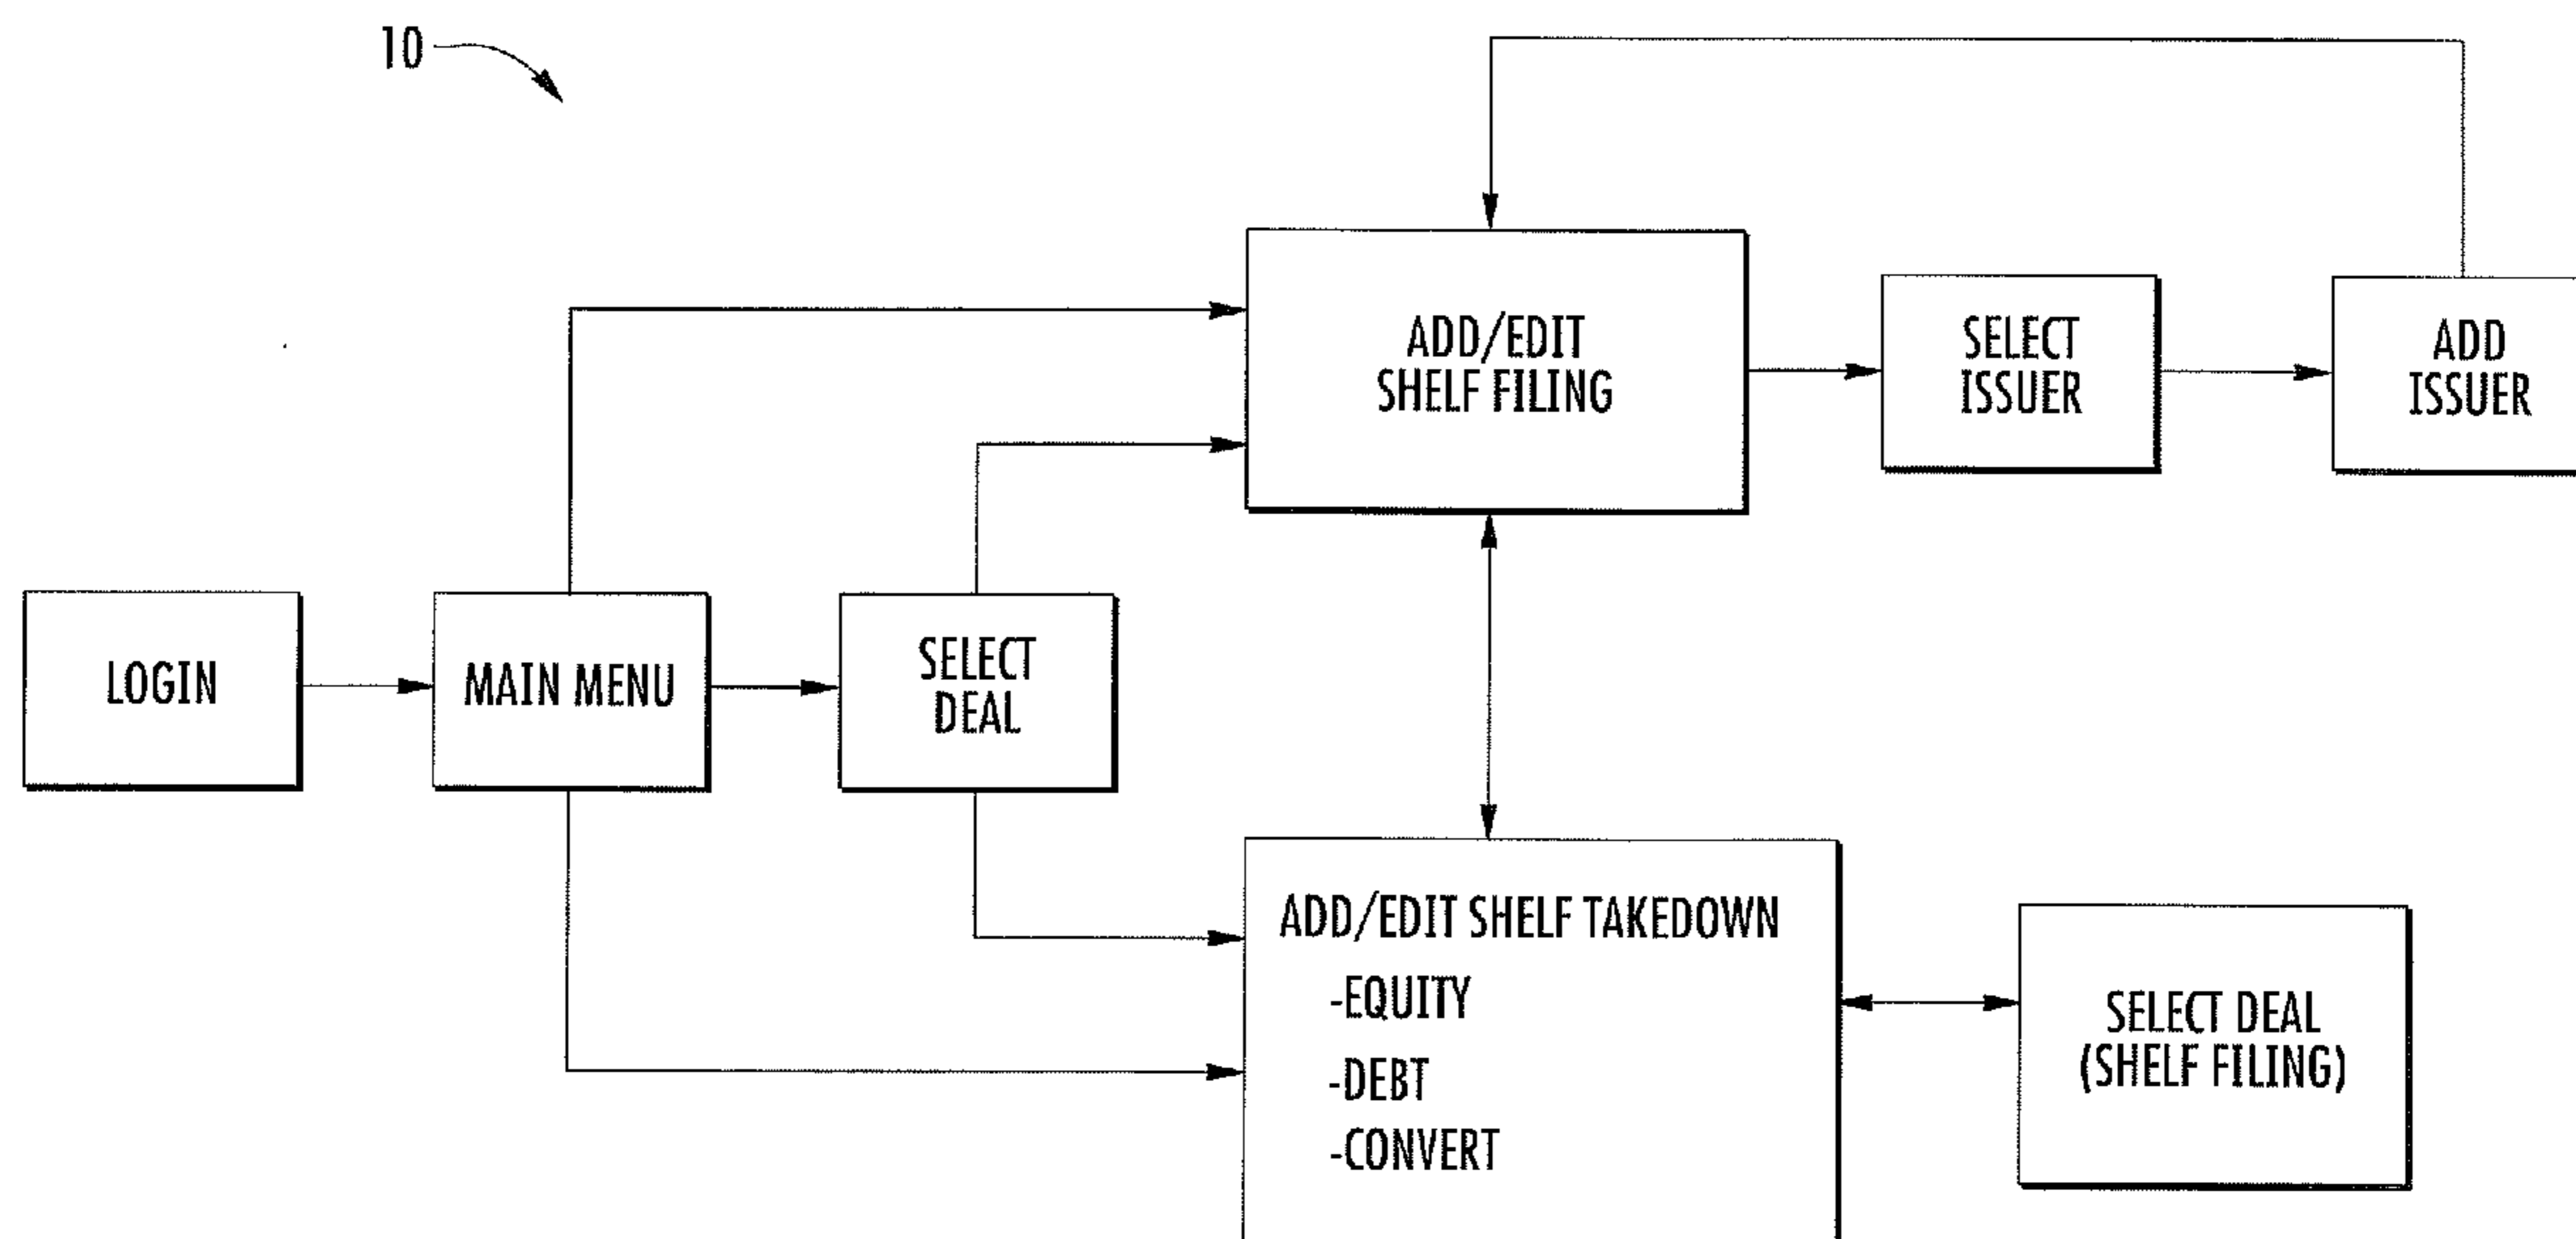 10
ADD/EDIT
SHELF FILING
SELECT
ISSUER
ADD
ISSUER
LOGIN
MAIN MENU
SELECT
DEAL
ADD/EDIT SHELF TAKEDOWN
-EQUITY
-DEBT
-CONVERT
SELECT DEAL
(SHELF FILING)